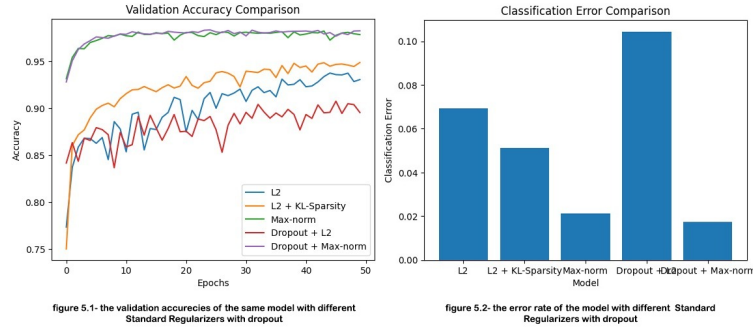 Validation Accuracy Comparison
Accuracy
0.95
0.90
0.85
0.80
0.75
L2
L2 + KL-Sparsity
Max-norm
Dropout + L2
Dropout + Max-norm
0 10 20 30 40 50
Epochs
figure 5.1- the validation accurecies of the same model with different
Standard Regularizers with dropout
Classification Error Comparison
Classification Error
0.10
0.08
0.06
0.04
0.02
0.00
L2 L2 + KL-Sparsity Max-norm Dropout + L2 Dropout + Max-norm
Model
figure 5.2- the error rate of the model with different Standard
Regularizers with dropout